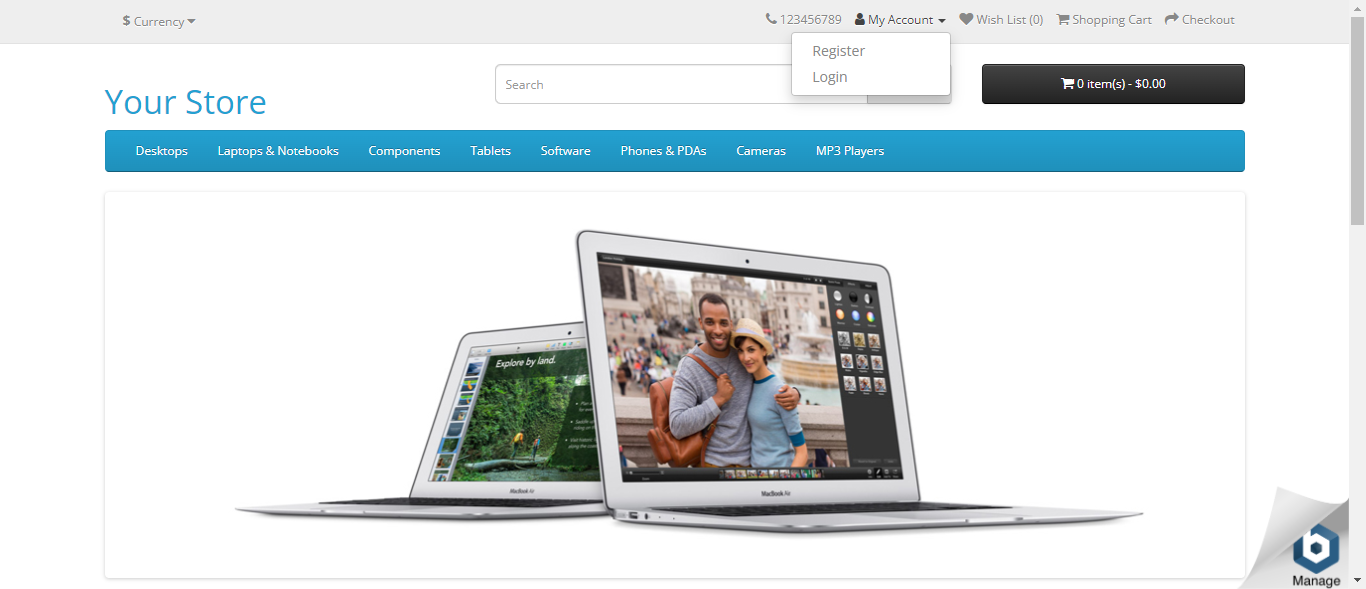 $ Currency
123456789 My Account Wish List (0) Shopping Cart Checkout
Register
Login
Your Store
Search
0 item(s) - $0.00
Desktops Laptops & Notebooks Components Tablets Software Phones & PDAs Cameras MP3 Players
Explore by land.
MacBook Air
MacBook Air
Manage